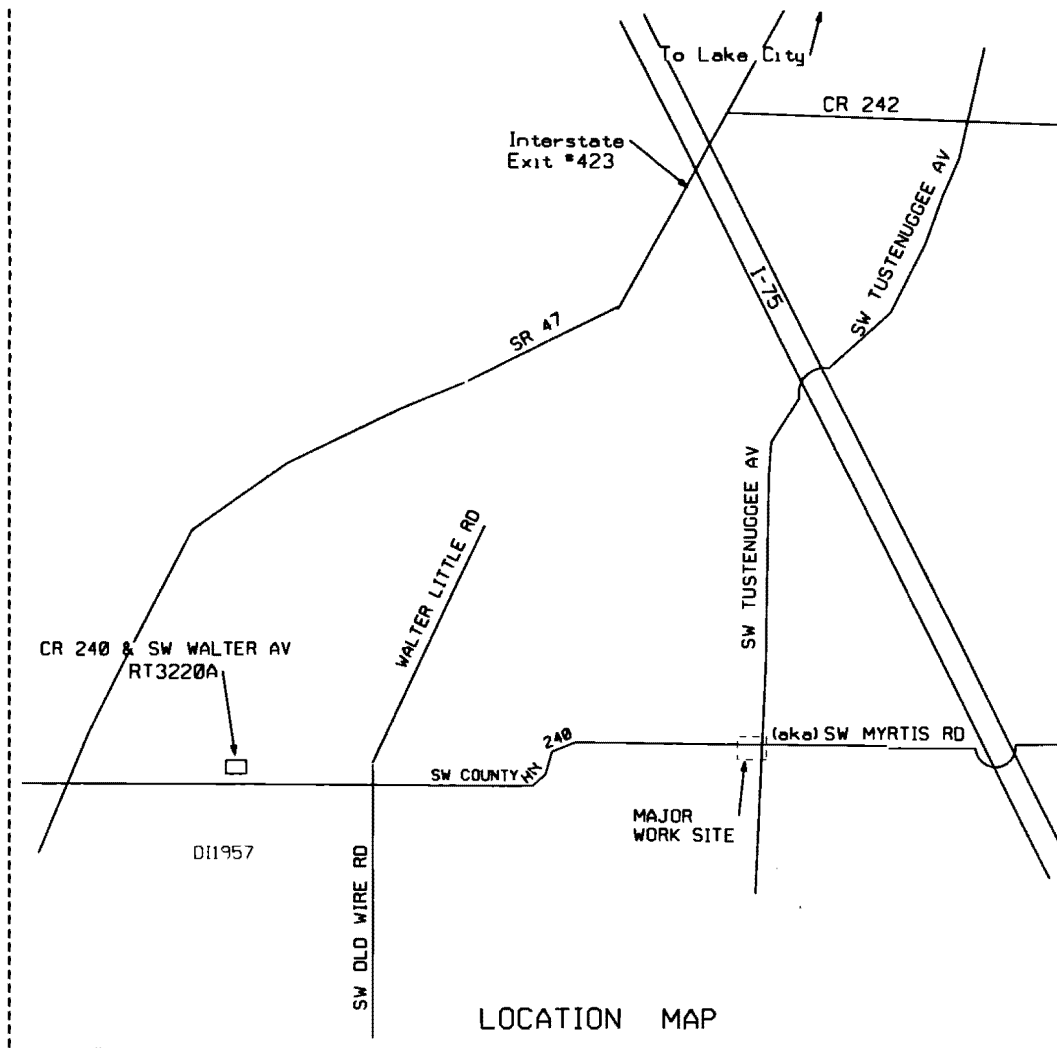 To Lake City
CR 242
Interstate
Exit #423
SW TUSTENUGGEE AV
I-75
SR 47
SW TUSTENUGGEE AV
WALTER LITTLE RD
CR 240 & SW WALTER AV
RT3220A
240
(aka) SW MYRTIS RD
SW COUNTY HWY
MAJOR
WORK SITE
DI1957
SW OLD WIRE RD
LOCATION MAP